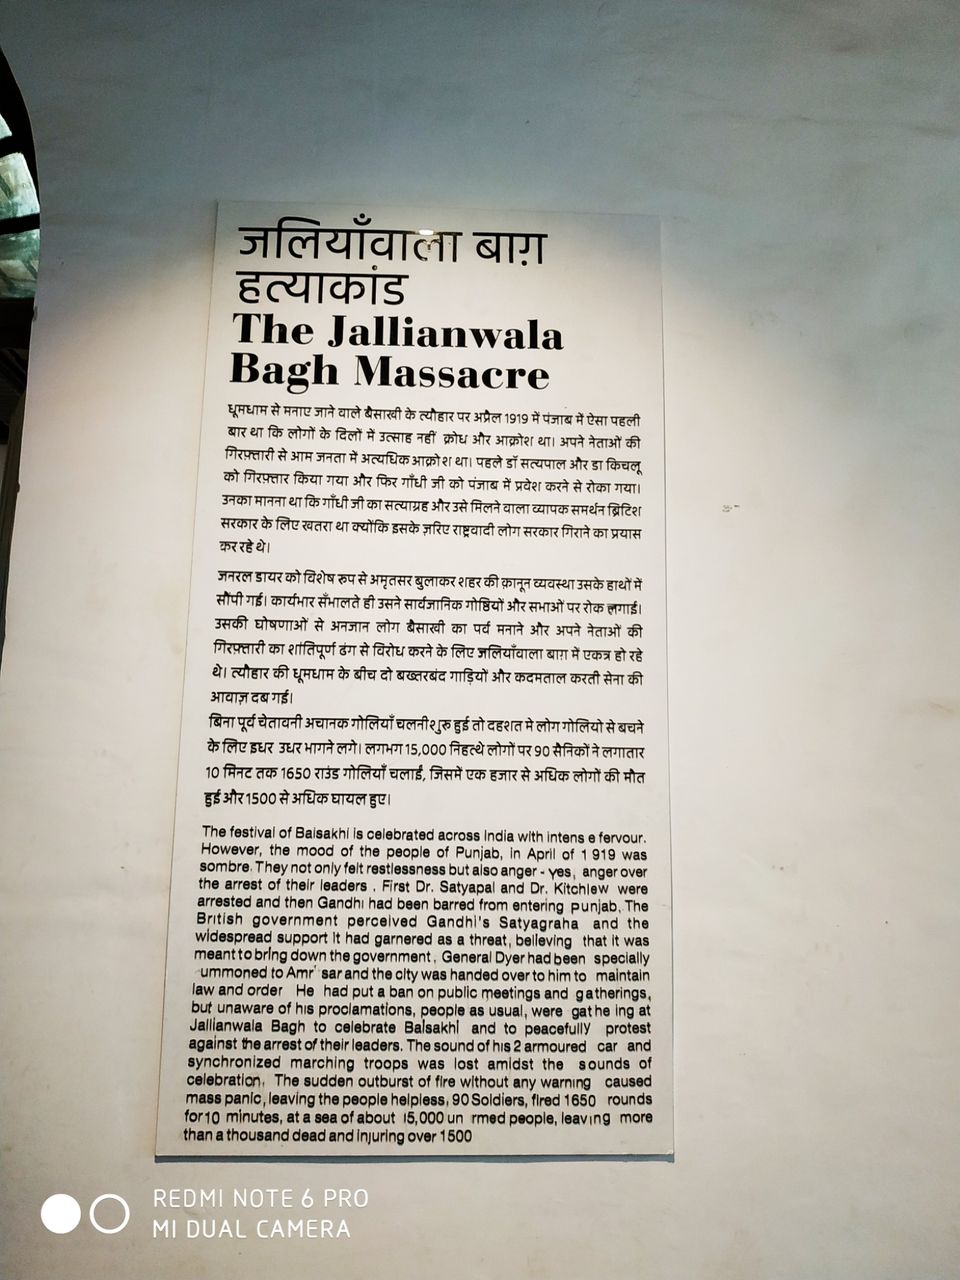 जलियाँवाला बाग़
हत्याकांड
The Jallianwala
Bagh Massacre
धूमधाम से मनाए जाने वाले बैसाखी के त्यौहार पर अप्रैल 1919 में पंजाब में ऐसा पहली
बार था कि लोगों के दिलों में उत्साह नहीं क्रोध और आक्रोश था। अपने नेताओं की
गिरफ़्तारी से आम जनता में अत्यधिक आक्रोश था। पहले डॉ सत्यपाल और डा किचलू
को गिरफ़्तार किया गया और फिर गाँधी जी को पंजाब में प्रवेश करने से रोका गया।
उनका मानना था कि गाँधी जी का सत्याग्रह और उसे मिलने वाला व्यापक समर्थन ब्रिटिश
सरकार के लिए खतरा था क्योंकि इसके ज़रिए राष्ट्रवादी लोग सरकार गिराने का प्रयास
कर रहे थे।
जनरल डायर को विशेष रुप से अमृतसर बुलाकर शहर की क़ानून व्यवस्था उसके हाथों में
सौंपी गई। कार्यभार सँभालते ही उसने सार्वजानिक गोष्ठियों और सभाओं पर रोक लगाई।
उसकी घोषणाओं से अनजान लोग बैसाखी का पर्व मनाने और अपने नेताओं की
गिरफ़्तारी का शांतिपूर्ण ढंग से विरोध करने के लिए जलियाँवाला बाग़ में एकत्र हो रहे
थे। त्यौहार की धूमधाम के बीच दो बख्तरबंद गाड़ियों और कदमताल करती सेना की
आवाज़ दब गई।
बिना पूर्व चेतावनी अचानक गोलियाँ चलनी शुरु हुई तो दहशत मे लोग गोलियो से बचने
के लिए इधर उधर भागने लगे। लगभग 15,000 निहत्थे लोगों पर 90 सैनिकों ने लगातार
10 मिनट तक 1650 राउंड गोलियाँ चलाईं, जिसमें एक हजार से अधिक लोगों की मौत
हुई और 1500 से अधिक घायल हुए।
The festival of Baisakhi is celebrated across India with intens e fervour.
However, the mood of the people of Punjab, in April of 1 919 was
sombre. They not only felt restlessness but also anger - yes, anger over
the arrest of their leaders . First Dr. Satyapal and Dr. Kitchlew were
arrested and then Gandhi had been barred from entering punjab. The
British government perceived Gandhi's Satyagraha and the
widespread support it had garnered as a threat, believing that it was
meant to bring down the government. General Dyer had been specially
ummoned to Amr sar and the city was handed over to him to maintain
law and order He had put a ban on public meetings and gatherings,
but unaware of his proclamations, people as usual, were gathe ing at
Jallianwala Bagh to celebrate Baisakhi and to peacefully protest
against the arrest of their leaders. The sound of his 2 armoured car and
synchronized marching troops was lost amidst the sounds of
celebration. The sudden outburst of fire without any warning caused
mass panic, leaving the people helpless, 90 Soldiers, fired 1650 rounds
for 10 minutes, at a sea of about 15,000 un rmed people, leaving more
than a thousand dead and injuring over 1500
REDMI NOTE 6 PRO
MI DUAL CAMERA